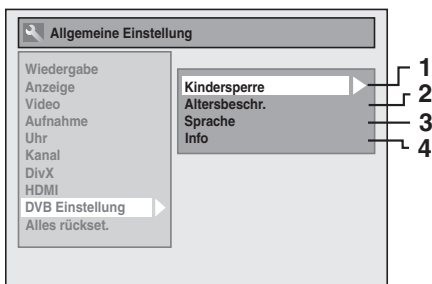 Allgemeine Einstellung
Wiedergabe
Anzeige
Video
Aufnahme
Uhr
Kanal
DivX
HDMI
DVB Einstellung
Alles rückset.
Kindersperre
Altersbeschr.
Sprache
Info
1
2
3
4